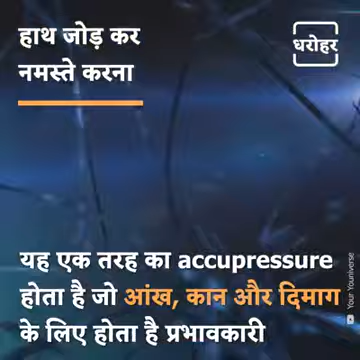 हाथ जोड़ कर
नमस्ते करना
धरोहर
यह एक तरह का accupressure
होता है जो आंख, कान और दिमाग
के लिए होता है प्रभावकारी
Your Youniverse